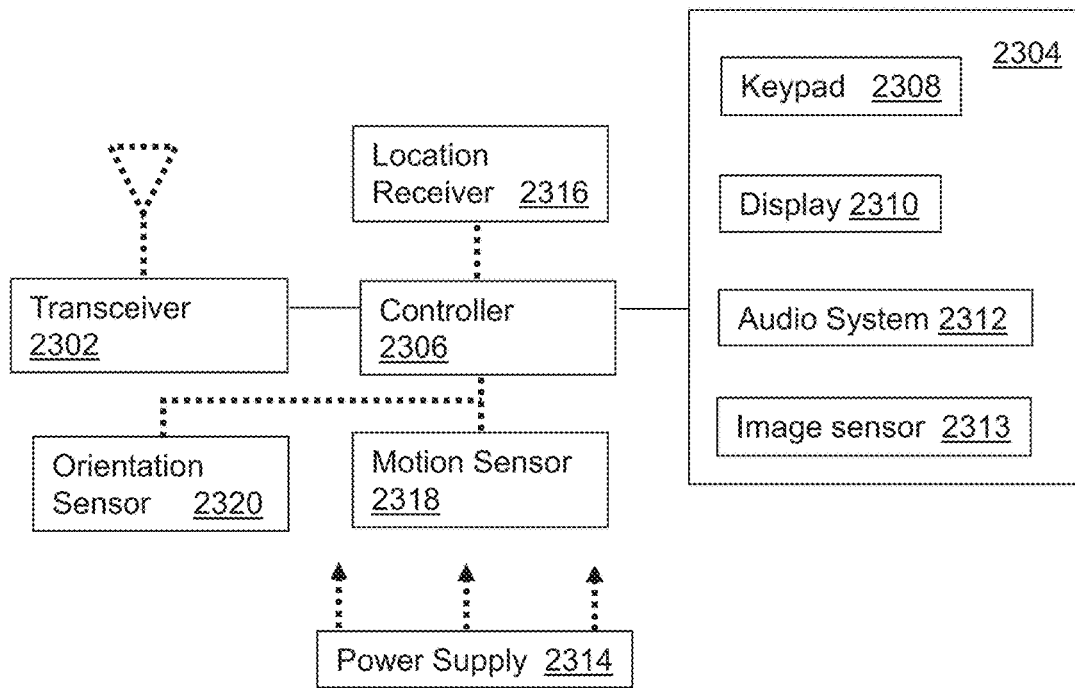 2304
Keypad 2308
Location
Receiver 2316
Display 2310
Transceiver
2302
Controller
2306
Audio System 2312
Image sensor 2313
Orientation
Sensor 2320
Motion Sensor
2318
Power Supply 2314